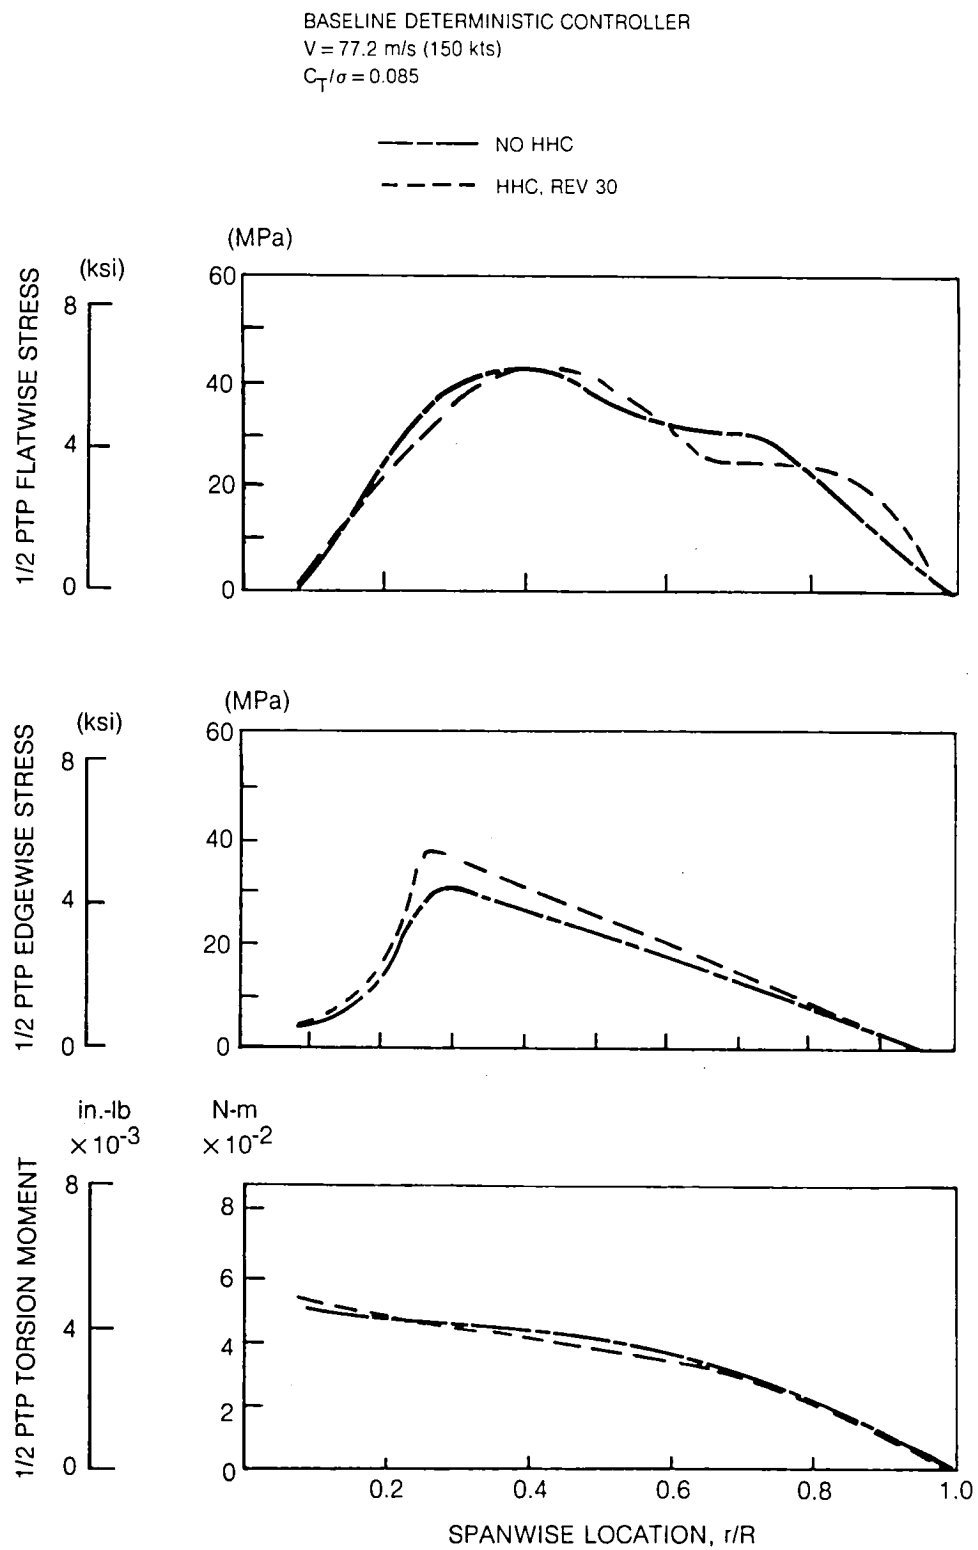 BASELINE DETERMINISTIC CONTROLLER
V = 77.2 m/s (150 kts)
C_T/σ = 0.085
NO HHC
HHC, REV 30
1/2 PTP FLATWISE STRESS
(ksi)
8
4
0
(MPa)
60
40
20
0
1/2 PTP EDGEWISE STRESS
(ksi)
8
4
0
(MPa)
60
40
20
0
1/2 PTP TORSION MOMENT
in.-lb
×10⁻³
8
4
0
N-m
×10⁻²
8
6
4
2
0
0.2 0.4 0.6 0.8 1.0
SPANWISE LOCATION, r/R